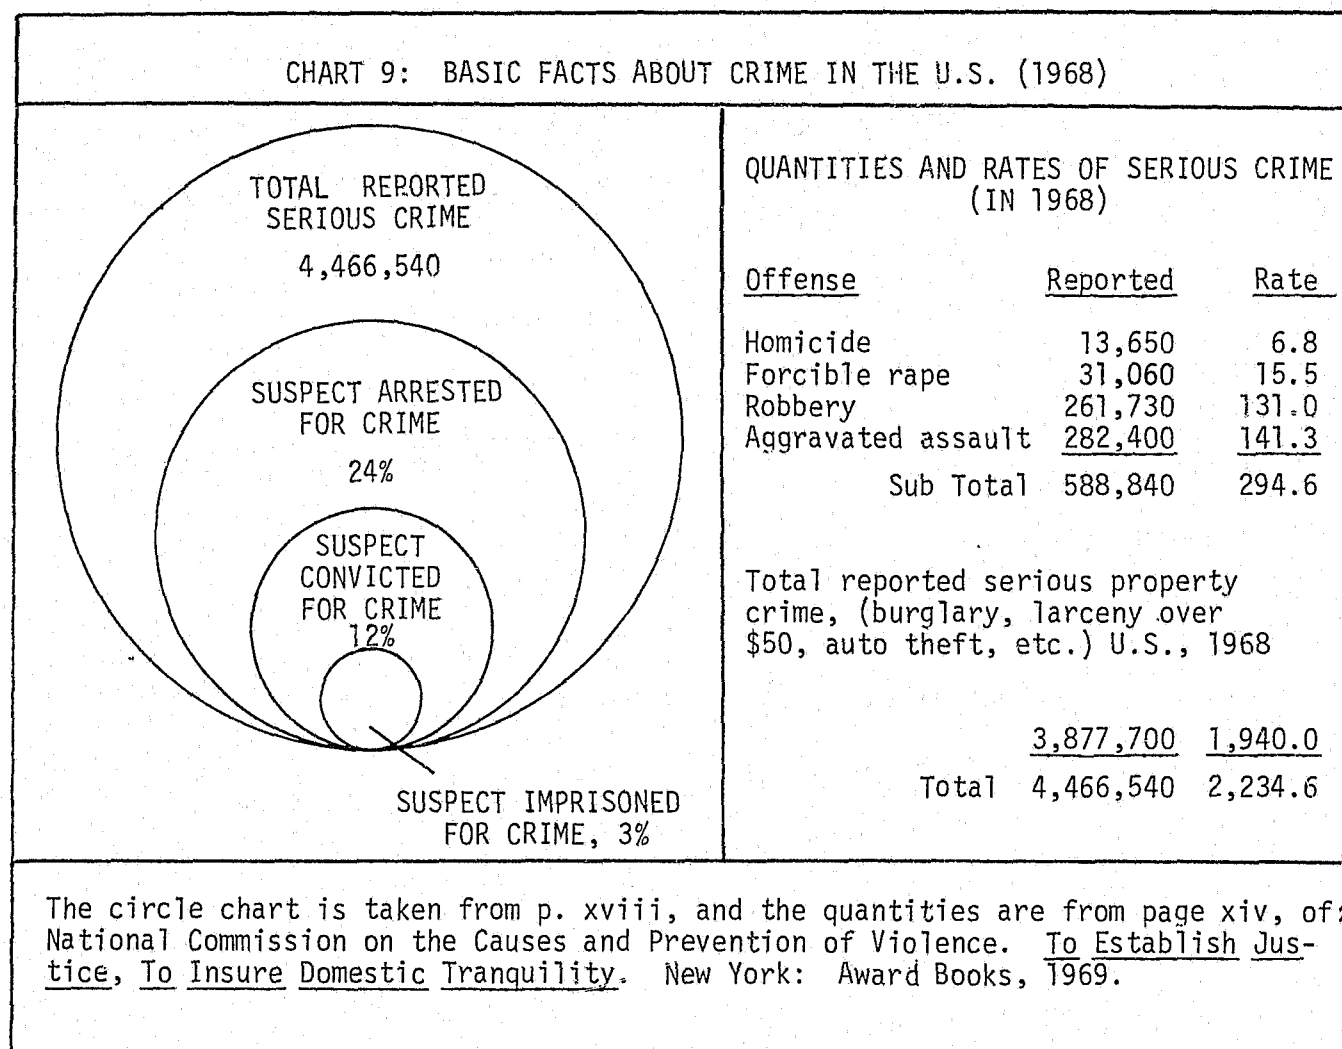 CHART 9: BASIC FACTS ABOUT CRIME IN THE U.S. (1968)
TOTAL REPORTED
SERIOUS CRIME
4,466,540
SUSPECT ARRESTED
FOR CRIME
24%
SUSPECT
CONVICTED
FOR CRIME
12%
SUSPECT IMPRISONED
FOR CRIME, 3%
QUANTITIES AND RATES OF SERIOUS CRIME
(IN 1968)
Offense Reported Rate
Homicide 13,650 6.8
Forcible rape 31,060 15.5
Robbery 261,730 131.0
Aggravated assault 282,400 141.3
Sub Total 588,840 294.6
Total reported serious property
crime, (burglary, larceny over
$50, auto theft, etc.) U.S., 1968
3,877,700 1,940.0
Total 4,466,540 2,234.6
The circle chart is taken from p. xviii, and the quantities are from page xiv, of:
National Commission on the Causes and Prevention of Violence. To Establish Jus-
tice, To Insure Domestic Tranquility. New York: Award Books, 1969.